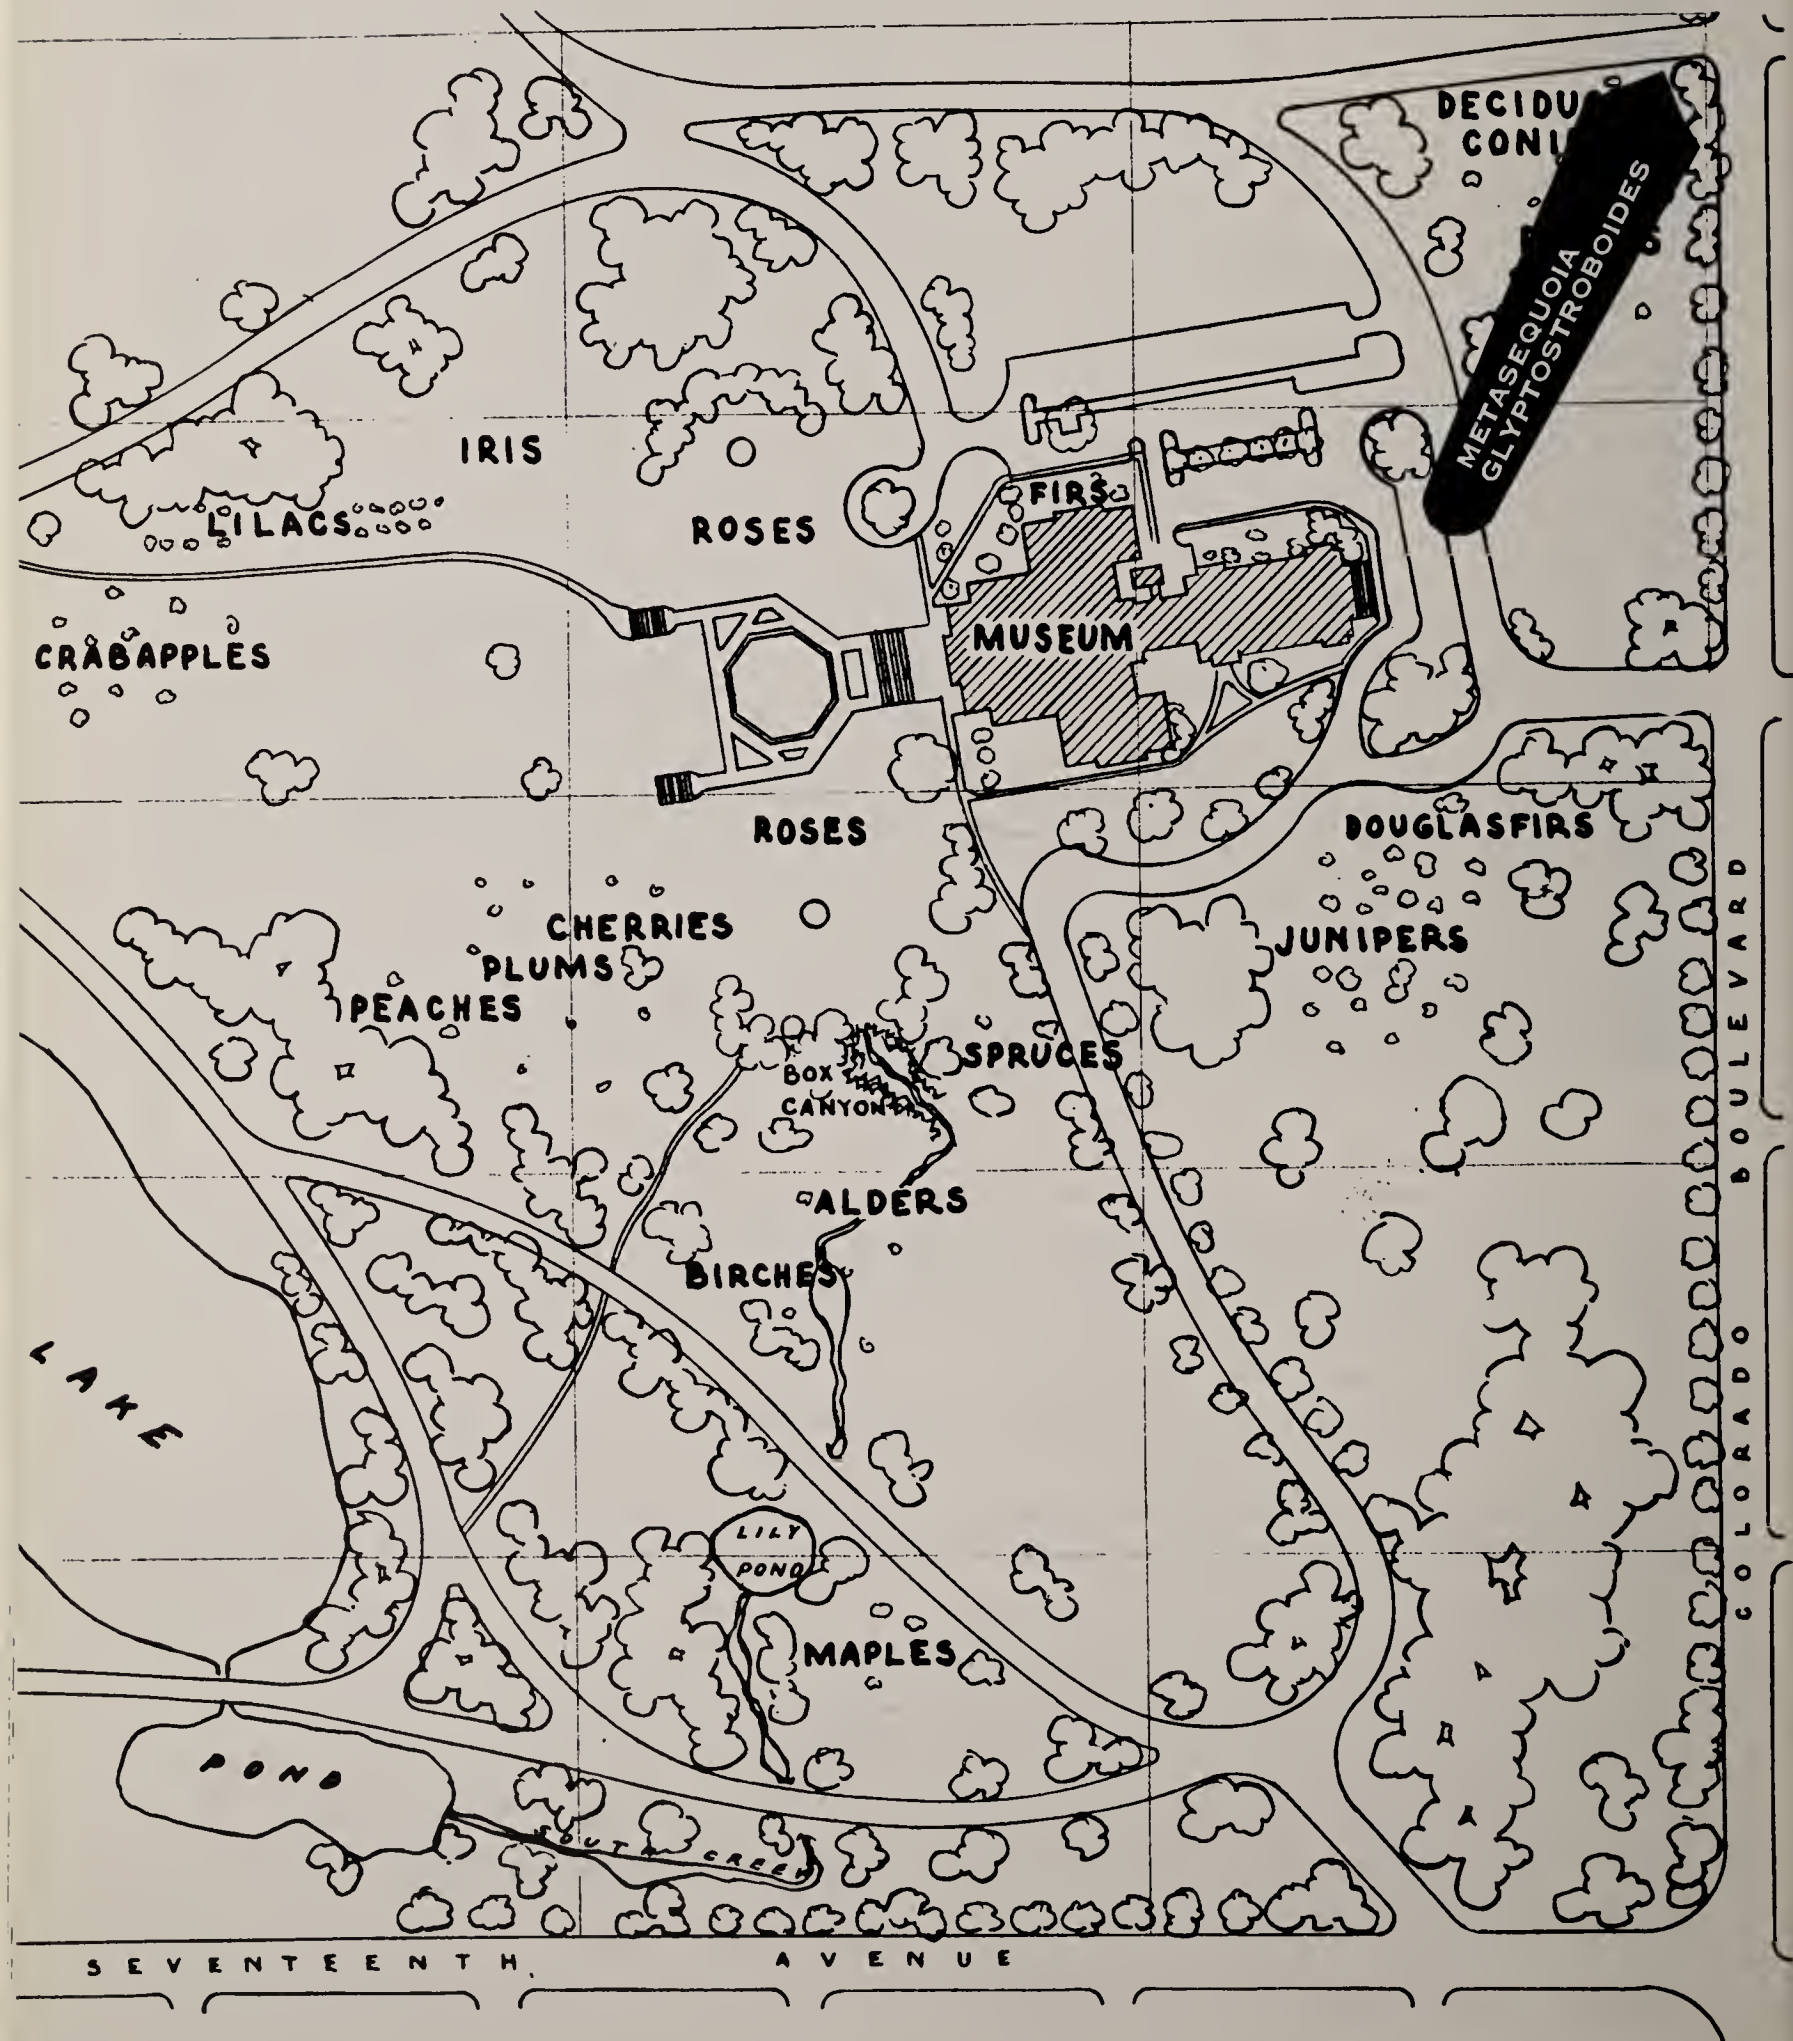 DECIDU
CONI
METASEQUOIA
GLYPTOSTROBOIDES
IRIS
FIRS
LILACS
ROSES
MUSEUM
CRABAPPLES
ROSES
DOUGLASFIRS
CHERRIES
JUNIPERS
PLUMS
PEACHES
SPRUCES
BOX
CANYON
ALDERS
BIRCHES
LAKE
LILY
POND
MAPLES
POND
SOUTH CREEK
COLORADO BOULEVARD
SEVENTEENTH. AVENUE